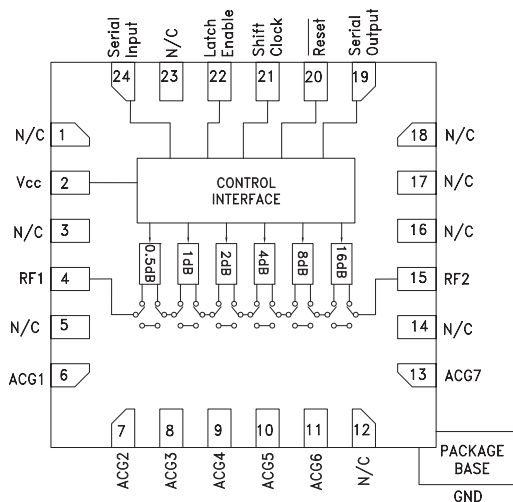 Serial
Input
N/C
Latch
Enable
Shift
Clock
Reset
Serial
Output
24
23
22
21
20
19
N/C 1
18 N/C
Vcc 2
17 N/C
CONTROL
INTERFACE
N/C 3
16 N/C
0.5dB
1dB
2dB
4dB
8dB
16dB
RF1 4
15 RF2
N/C 5
14 N/C
ACG1 6
13 ACG7
7
8
9
10
11
12
ACG2
ACG3
ACG4
ACG5
ACG6
N/C
PACKAGE
BASE
GND